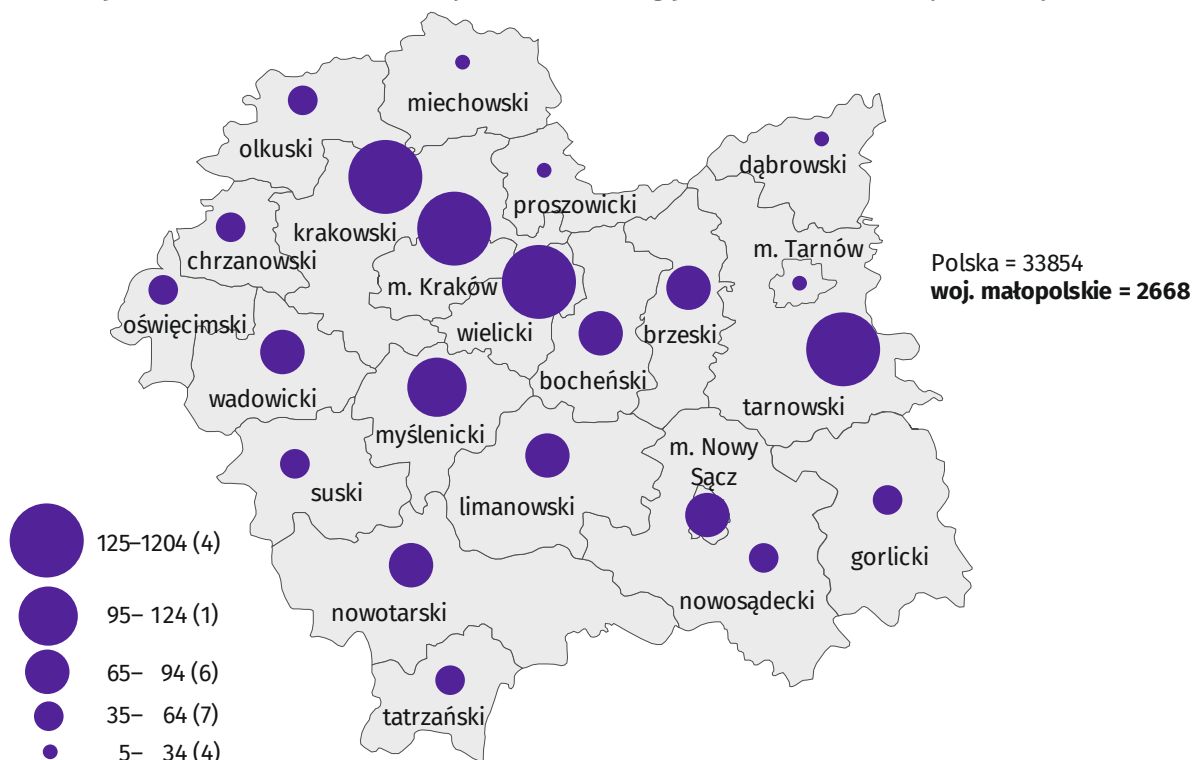 miechowski
olkuski
dąbrowski
proszowicki
krakowski
m. Tarnów
chrzanowski
Polska = 33854
m. Kraków
woj. małopolskie = 2668
oświęcimski
wielicki
brzeski
bocheński
wadowicki
tarnowski
myślenicki
m. Nowy
Sącz
suski
limanowski
125–1204 (4)
gorlicki
nowosądecki
nowotarski
95– 124 (1)
65– 94 (6)
35– 64 (7)
tatrzański
5– 34 (4)